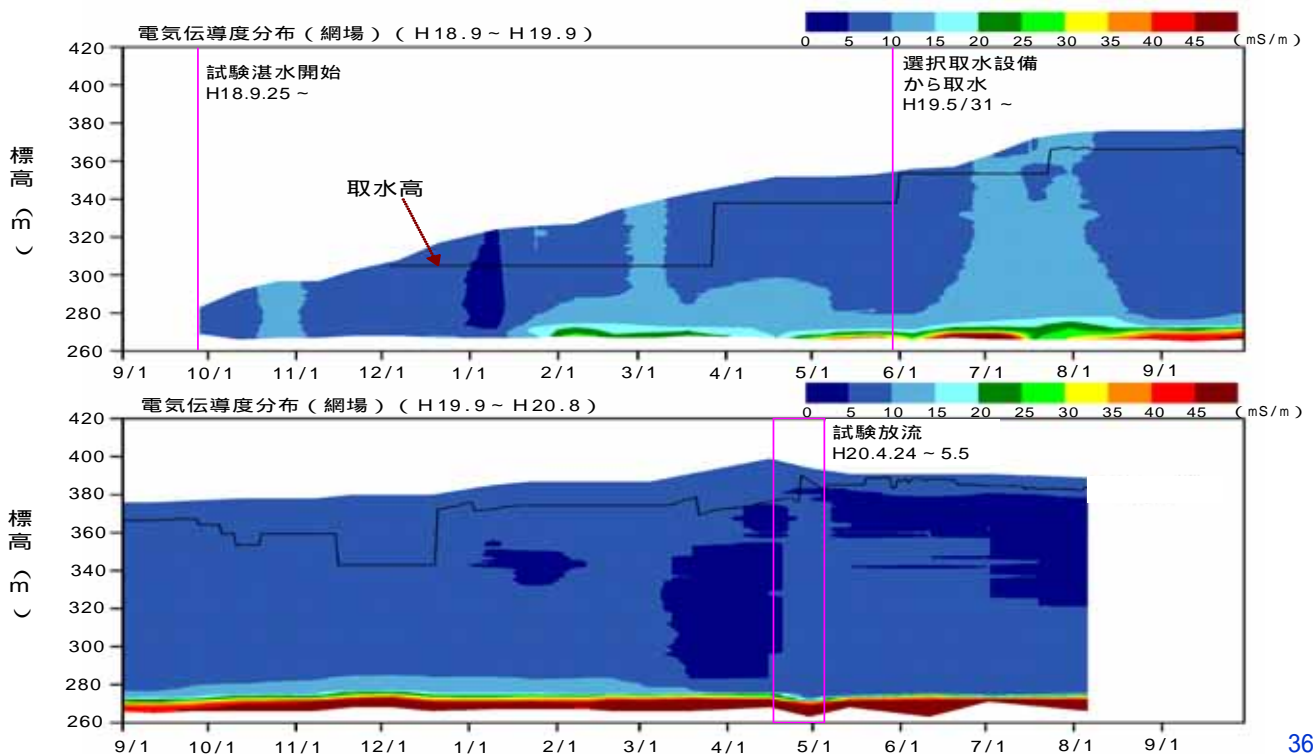 電気伝導度分布（網場）（H18.9～H19.9）
0 5 10 15 20 25 30 35 40 45 (mS/m)
420
400
380
360
340
320
300
280
260
標高（m）
試験湛水開始
H18.9.25～
選択取水設備
から取水
H19.5/31～
取水高
9/1 10/1 11/1 12/1 1/1 2/1 3/1 4/1 5/1 6/1 7/1 8/1 9/1
電気伝導度分布（網場）（H19.9～H20.8）
0 5 10 15 20 25 30 35 40 45 (mS/m)
420
400
380
360
340
320
300
280
260
標高（m）
試験放流
H20.4.24～5.5
9/1 10/1 11/1 12/1 1/1 2/1 3/1 4/1 5/1 6/1 7/1 8/1 9/1
36